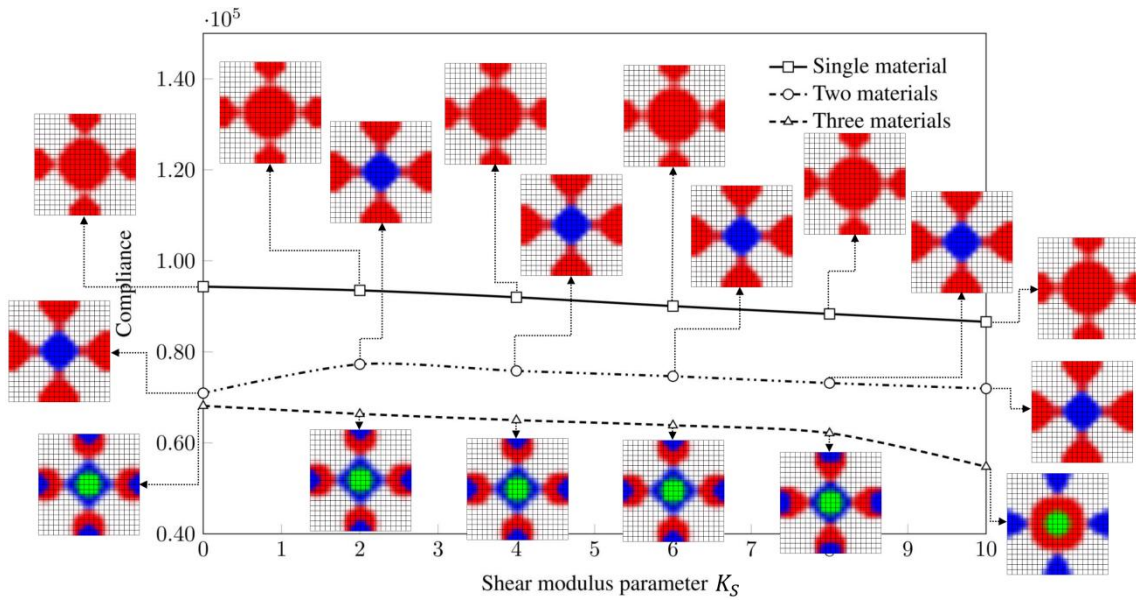 ·10⁵
1.40
Single material
Two materials
Three materials
1.20
1.00
Compliance
0.80
0.60
0.40
0 1 2 3 4 5 6 7 9 10
Shear modulus parameter K_S